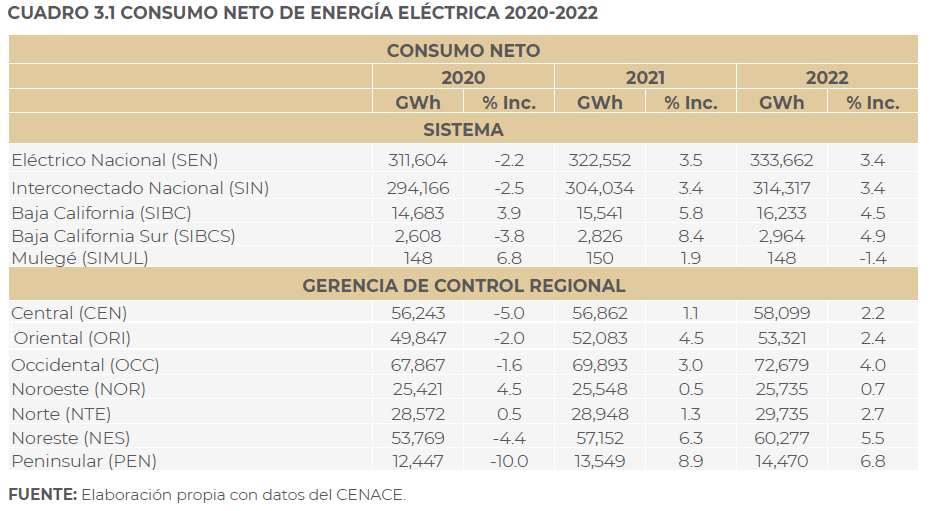 CUADRO 3.1 CONSUMO NETO DE ENERGÍA ELÉCTRICA 2020-2022
CONSUMO NETO
2020 2021 2022
GWh % Inc. GWh % Inc. GWh % Inc.
SISTEMA
Eléctrico Nacional (SEN) 311,604 -2.2 322,552 3.5 333,662 3.4
Interconectado Nacional (SIN) 294,166 -2.5 304,034 3.4 314,317 3.4
Baja California (SIBC) 14,683 3.9 15,541 5.8 16,233 4.5
Baja California Sur (SIBCS) 2,608 -3.8 2,826 8.4 2,964 4.9
Mulegé (SIMUL) 148 6.8 150 1.9 148 -1.4
GERENCIA DE CONTROL REGIONAL
Central (CEN) 56,243 -5.0 56,862 1.1 58,099 2.2
Oriental (ORI) 49,847 -2.0 52,083 4.5 53,321 2.4
Occidental (OCC) 67,867 -1.6 69,893 3.0 72,679 4.0
Noroeste (NOR) 25,421 4.5 25,548 0.5 25,735 0.7
Norte (NTE) 28,572 0.5 28,948 1.3 29,735 2.7
Noreste (NES) 53,769 -4.4 57,152 6.3 60,277 5.5
Peninsular (PEN) 12,447 -10.0 13,549 8.9 14,470 6.8
FUENTE: Elaboración propia con datos del CENACE.